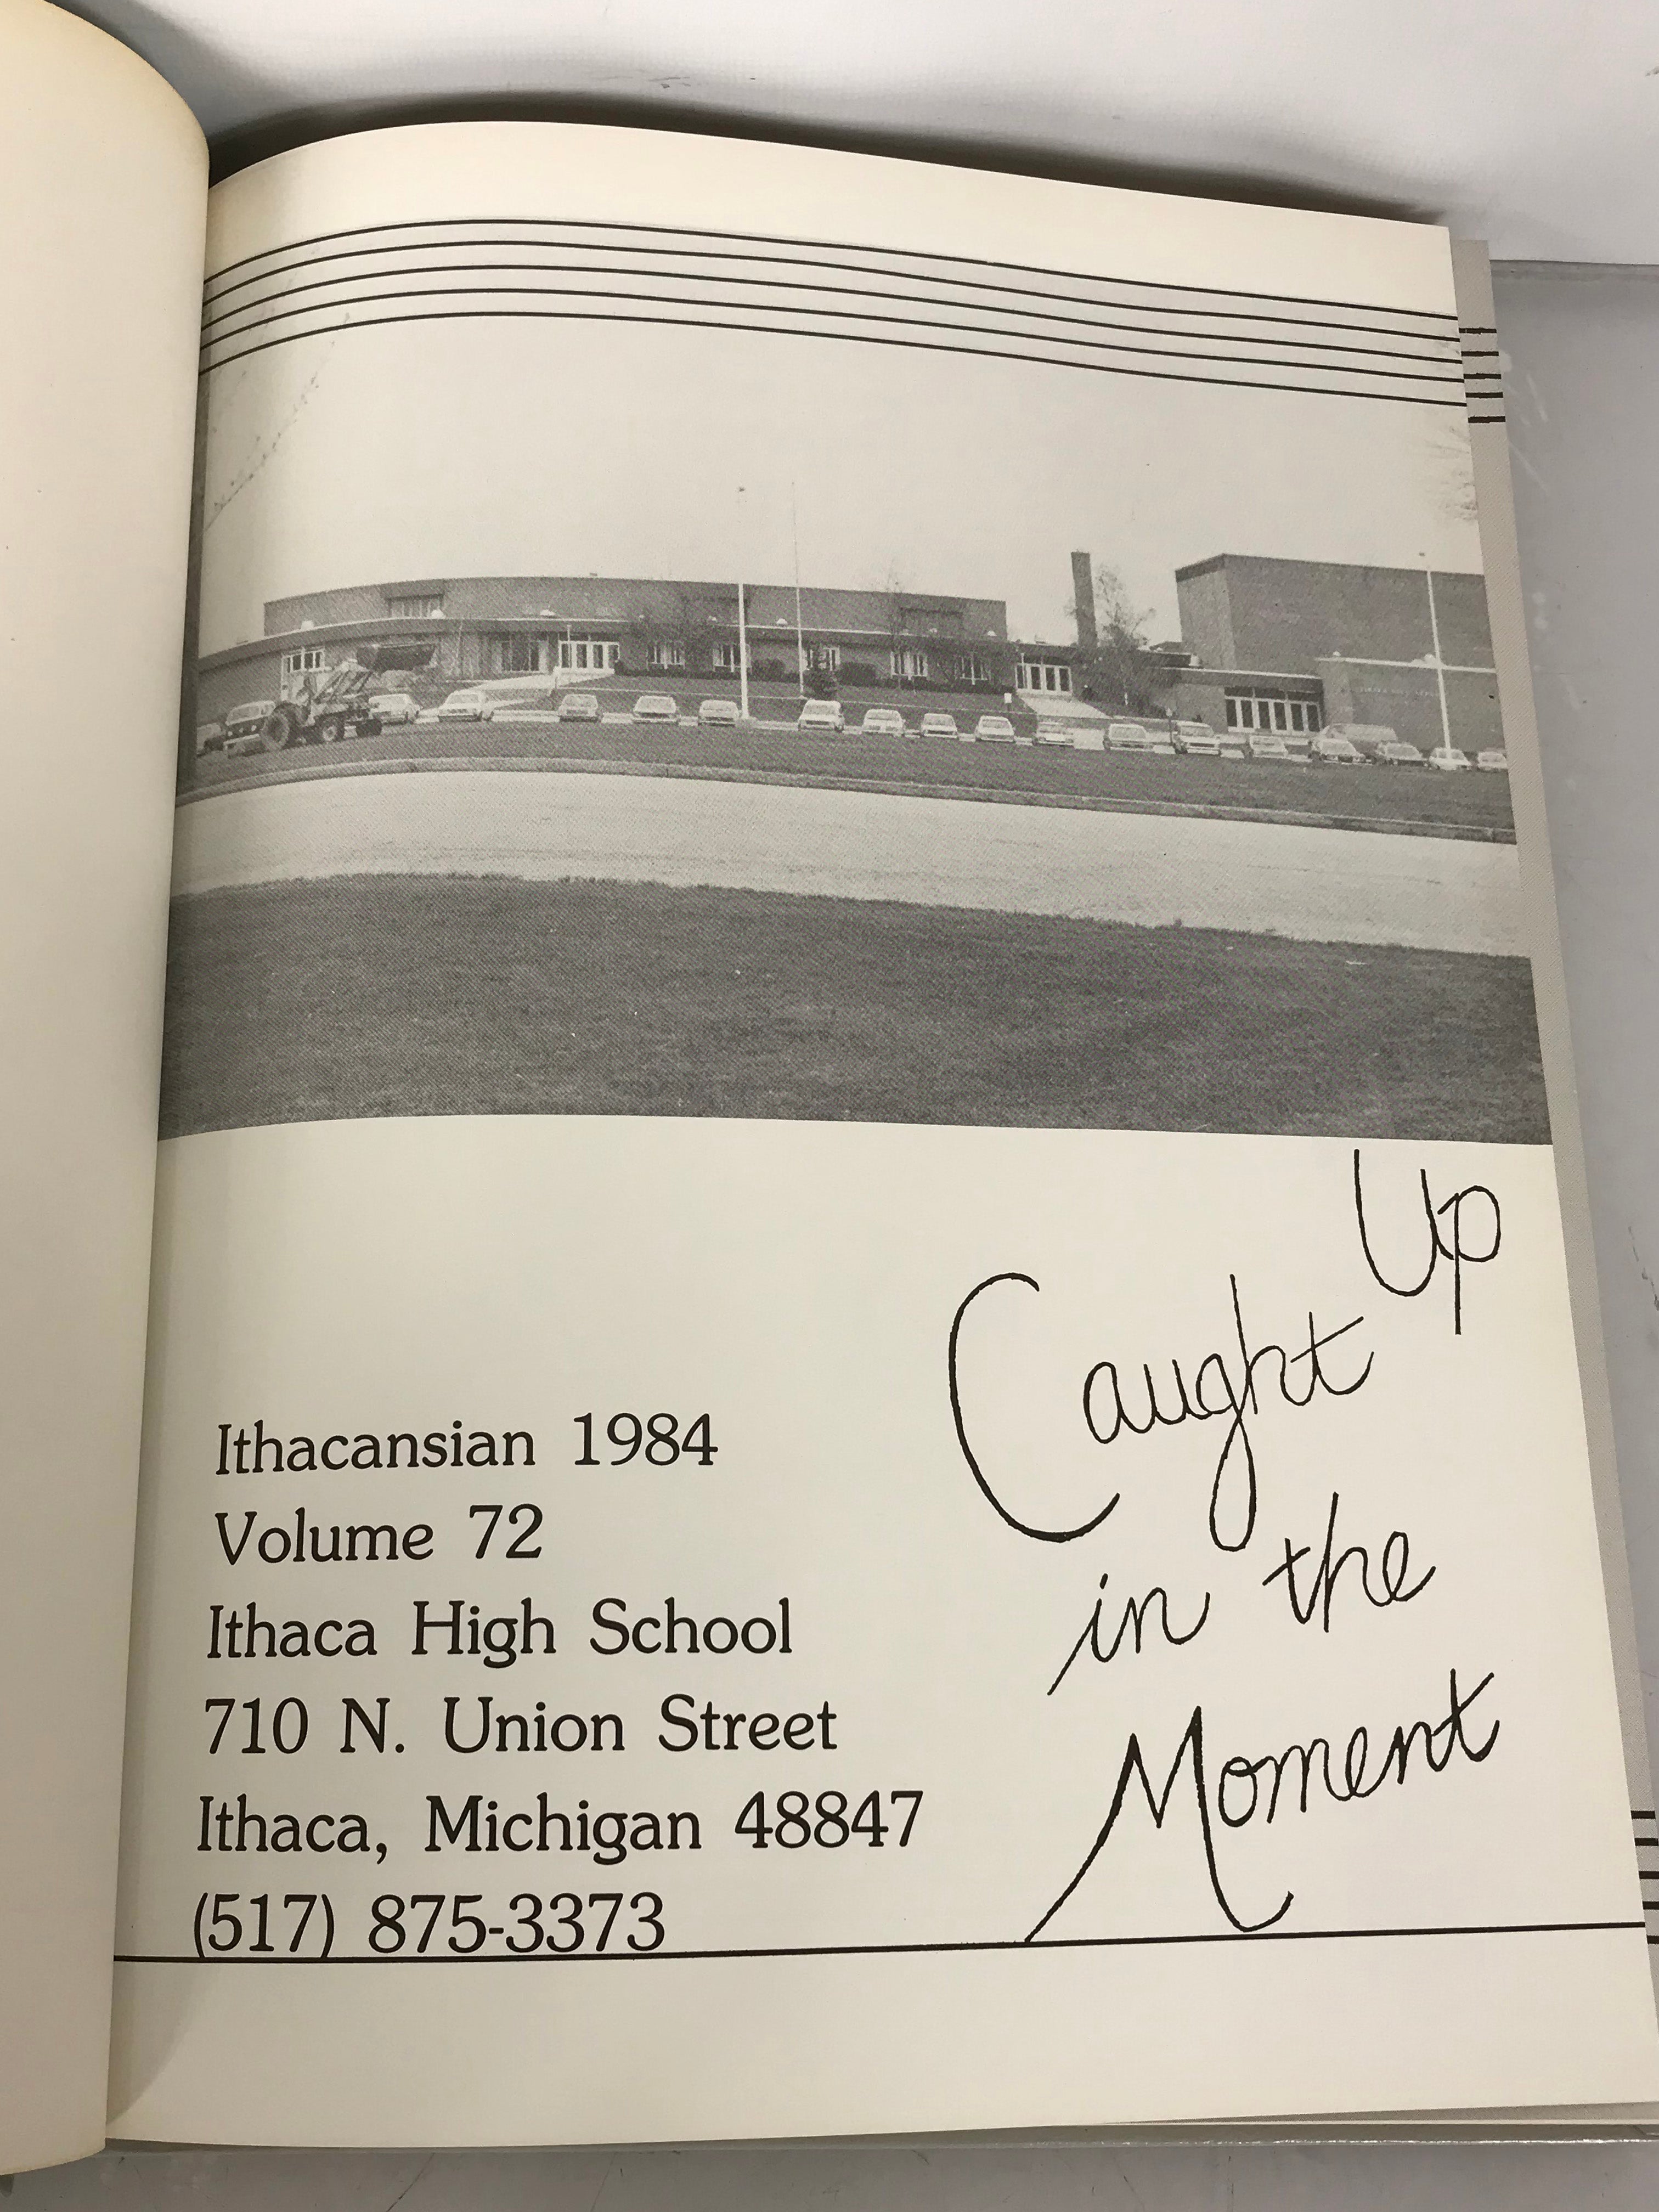 Ithacansian 1984
Volume 72
Ithaca High School
710 N. Union Street
Ithaca, Michigan 48847
(517) 875-3373
Caught Up
in the
Moment